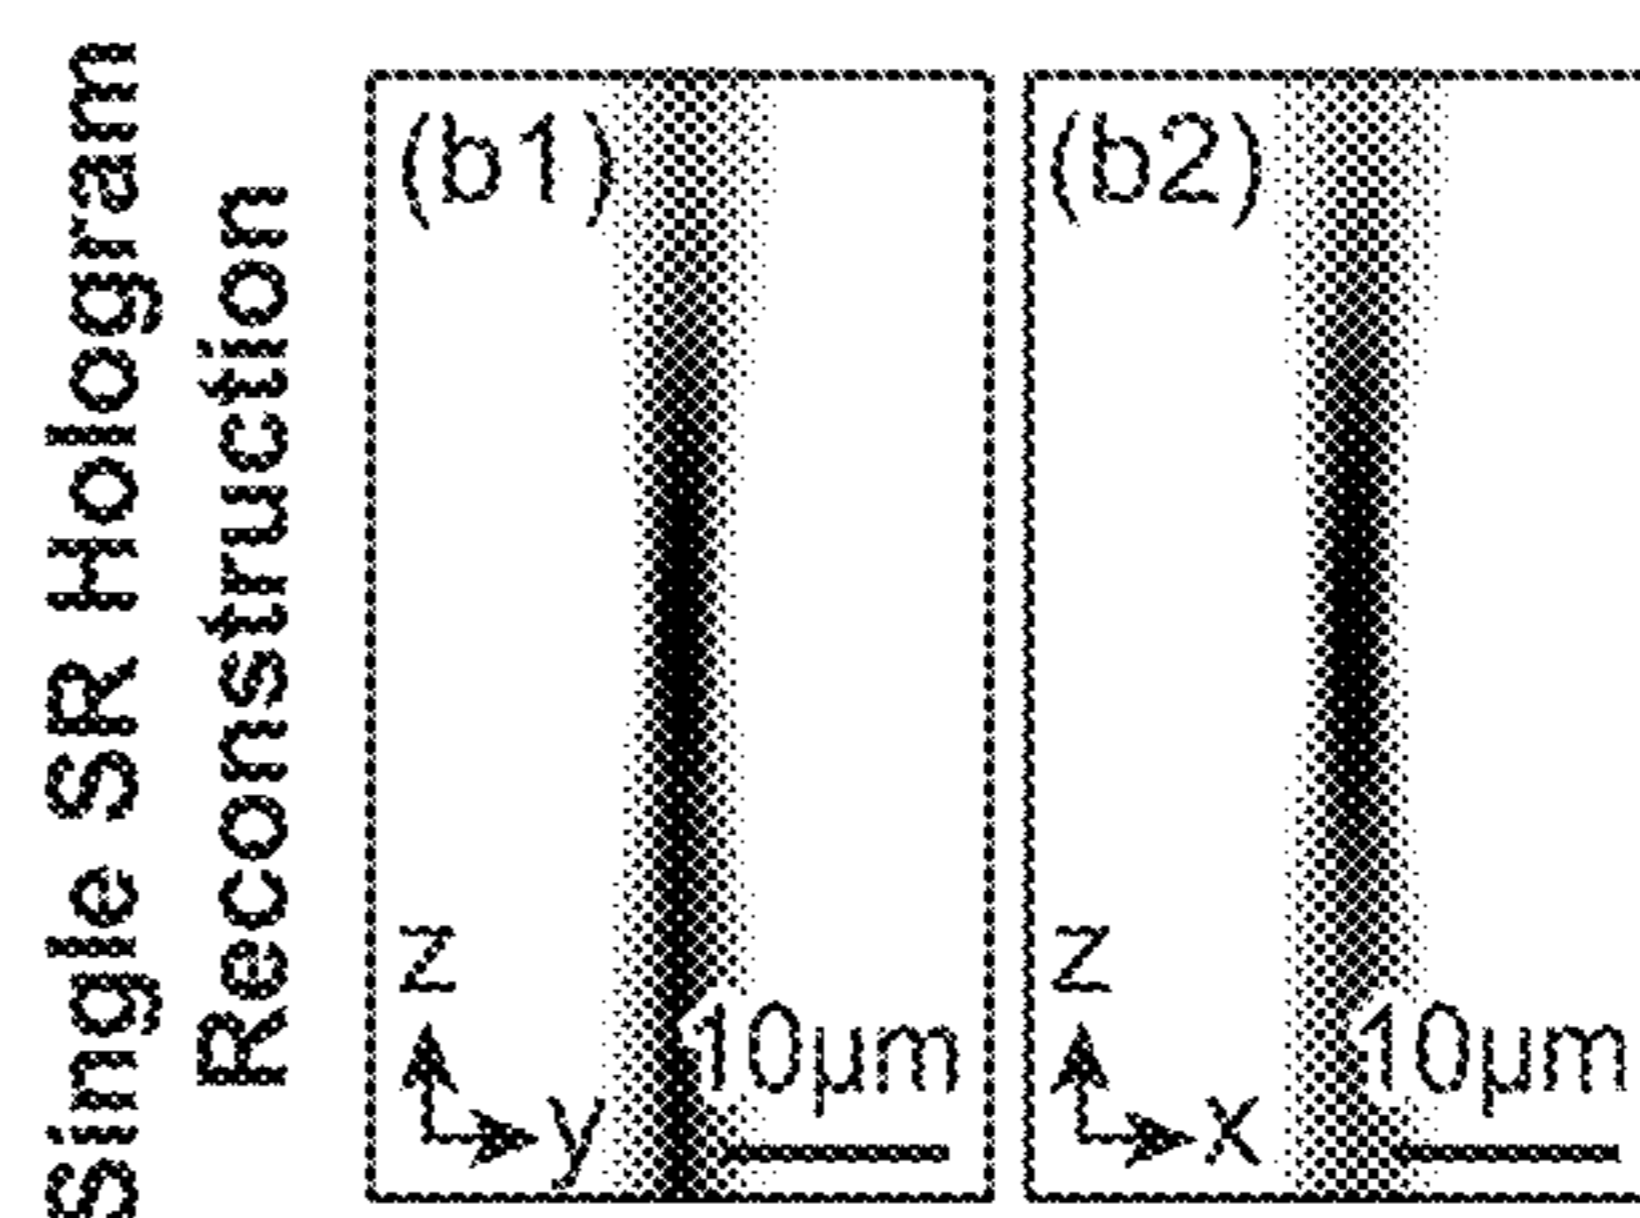 Single SR Hologram
Reconstruction
(b1)
z
y
10µm
(b2)
z
x
10µm